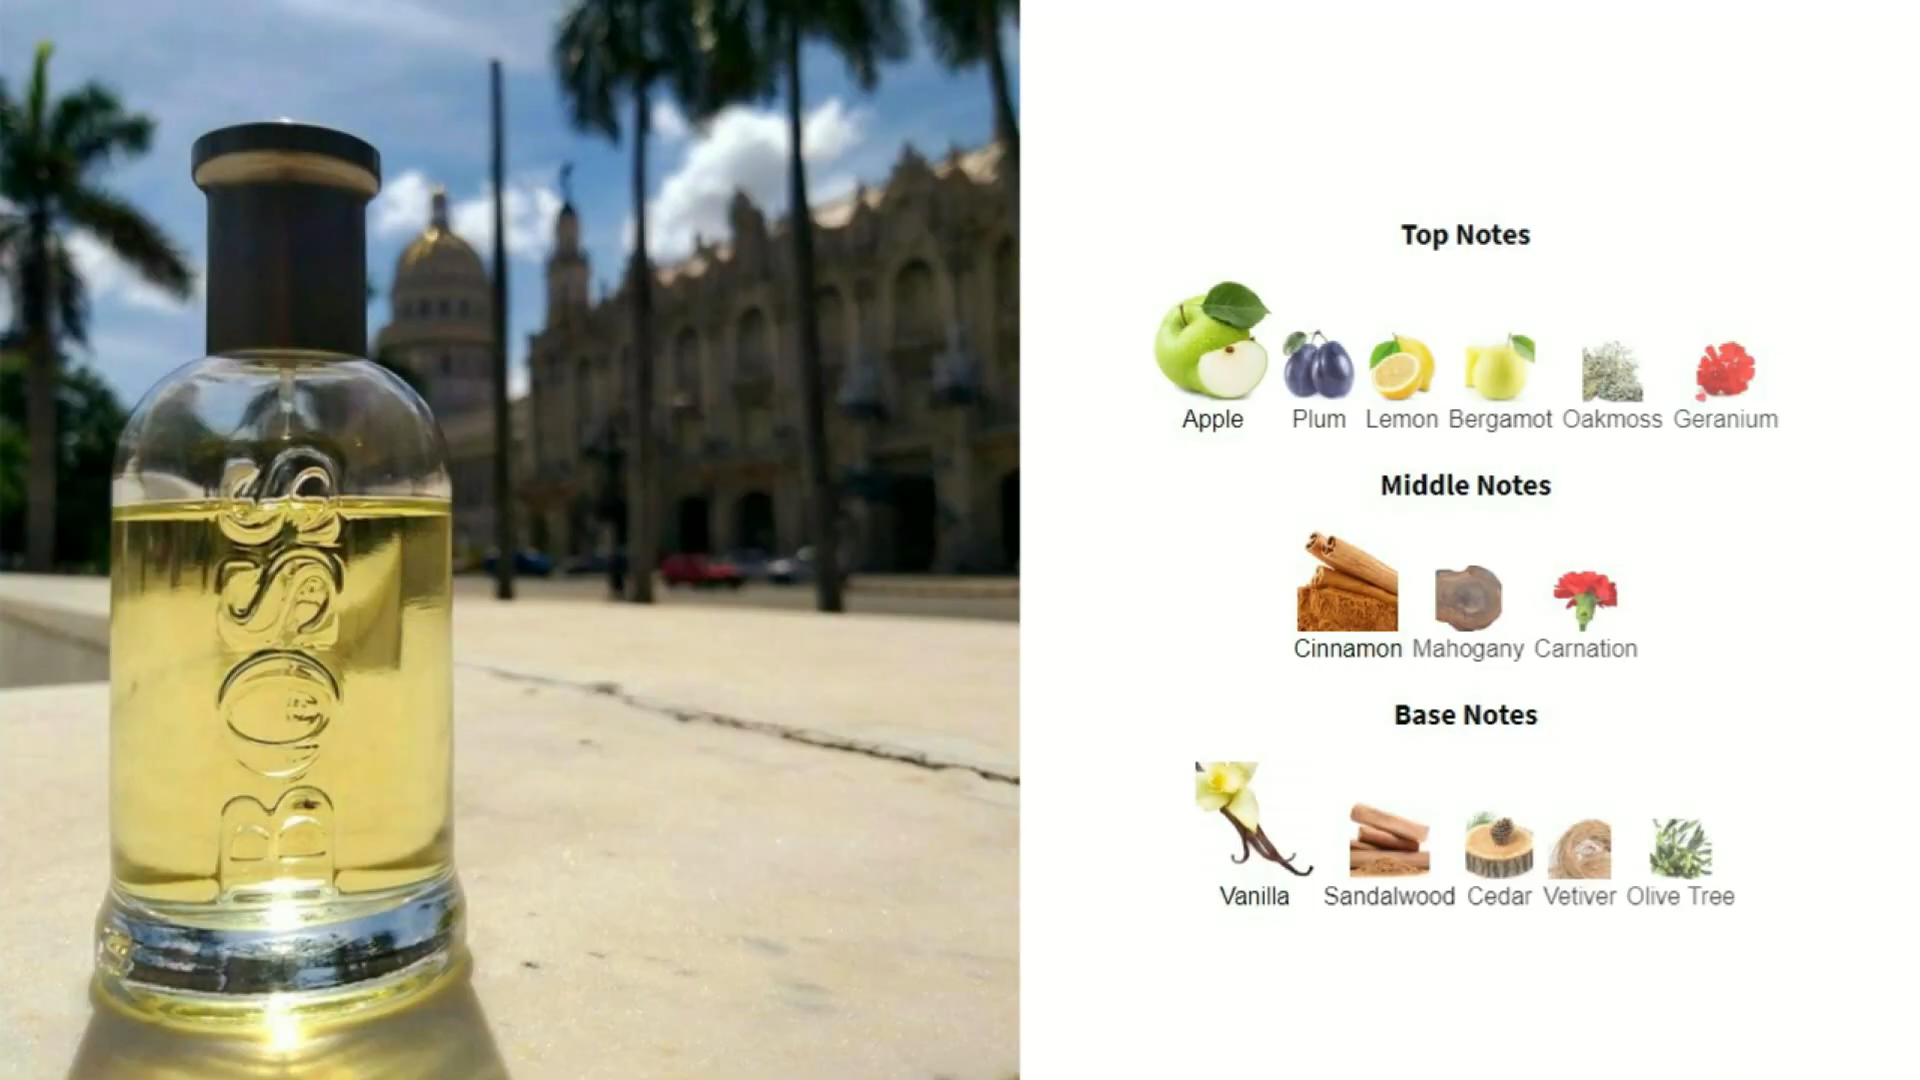 BOSS
Top Notes
Apple Plum Lemon Bergamot Oakmoss Geranium
Middle Notes
Cinnamon Mahogany Carnation
Base Notes
Vanilla Sandalwood Cedar Vetiver Olive Tree